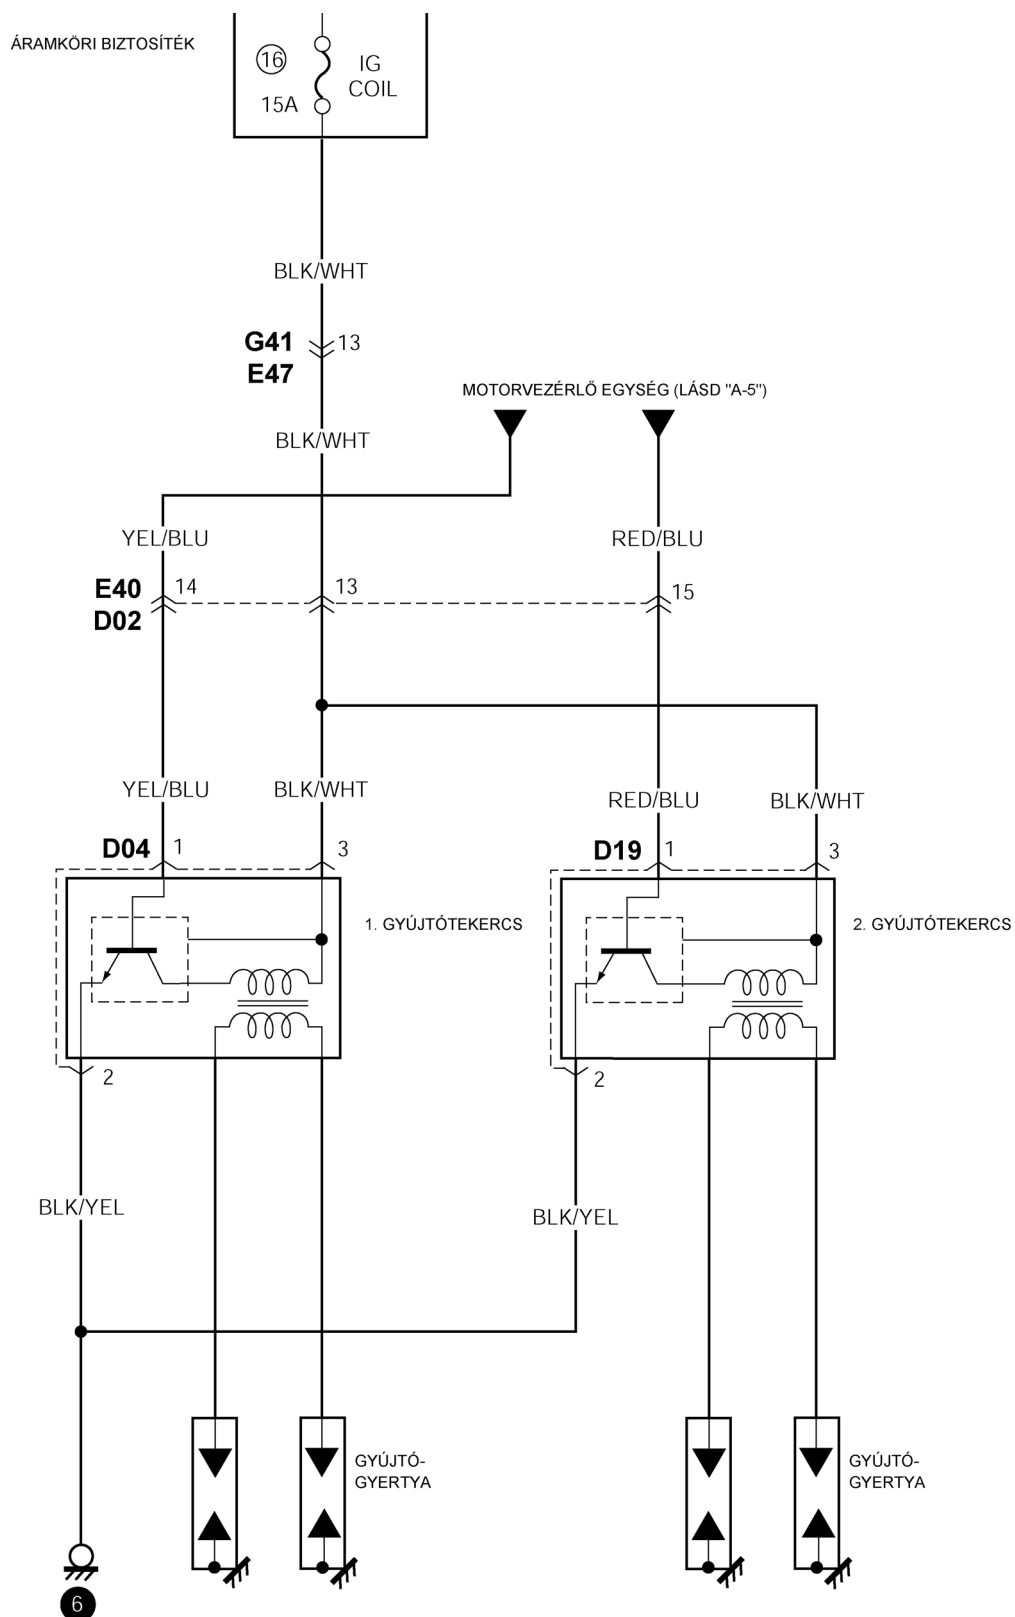 ÁRAMKÖRI BIZTOSÍTÉK
16
IG
COIL
15A
BLK/WHT
G41
13
E47
MOTORVEZÉRLŐ EGYSÉG (LÁSD "A-5")
BLK/WHT
YEL/BLU
RED/BLU
E40
14
13
15
D02
YEL/BLU
BLK/WHT
RED/BLU
BLK/WHT
D04
1
3
D19
1
3
1. GYÚJTÓTEKERCS
2. GYÚJTÓTEKERCS
2
2
BLK/YEL
BLK/YEL
GYÚJTÓ-
GYERTYA
GYÚJTÓ-
GYERTYA
6